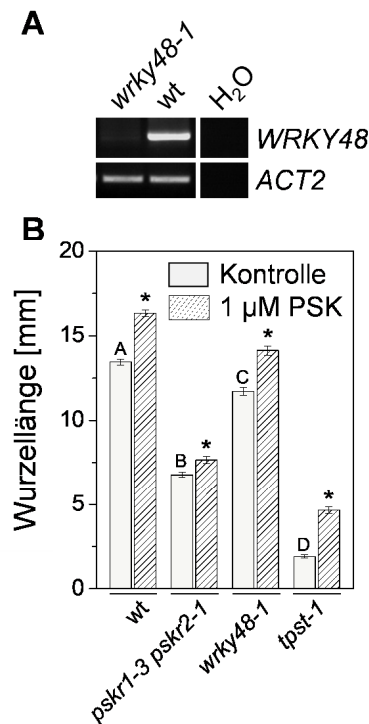 A
wrky48-1
wt
H₂O
WRKY48
ACT2
B
20
15
10
5
0
Wurzellänge [mm]
Kontrolle
1 µM PSK
A
*
B
*
C
*
D
*
wt
pskr1-3 pskr2-1
wrky48-1
tpst-1